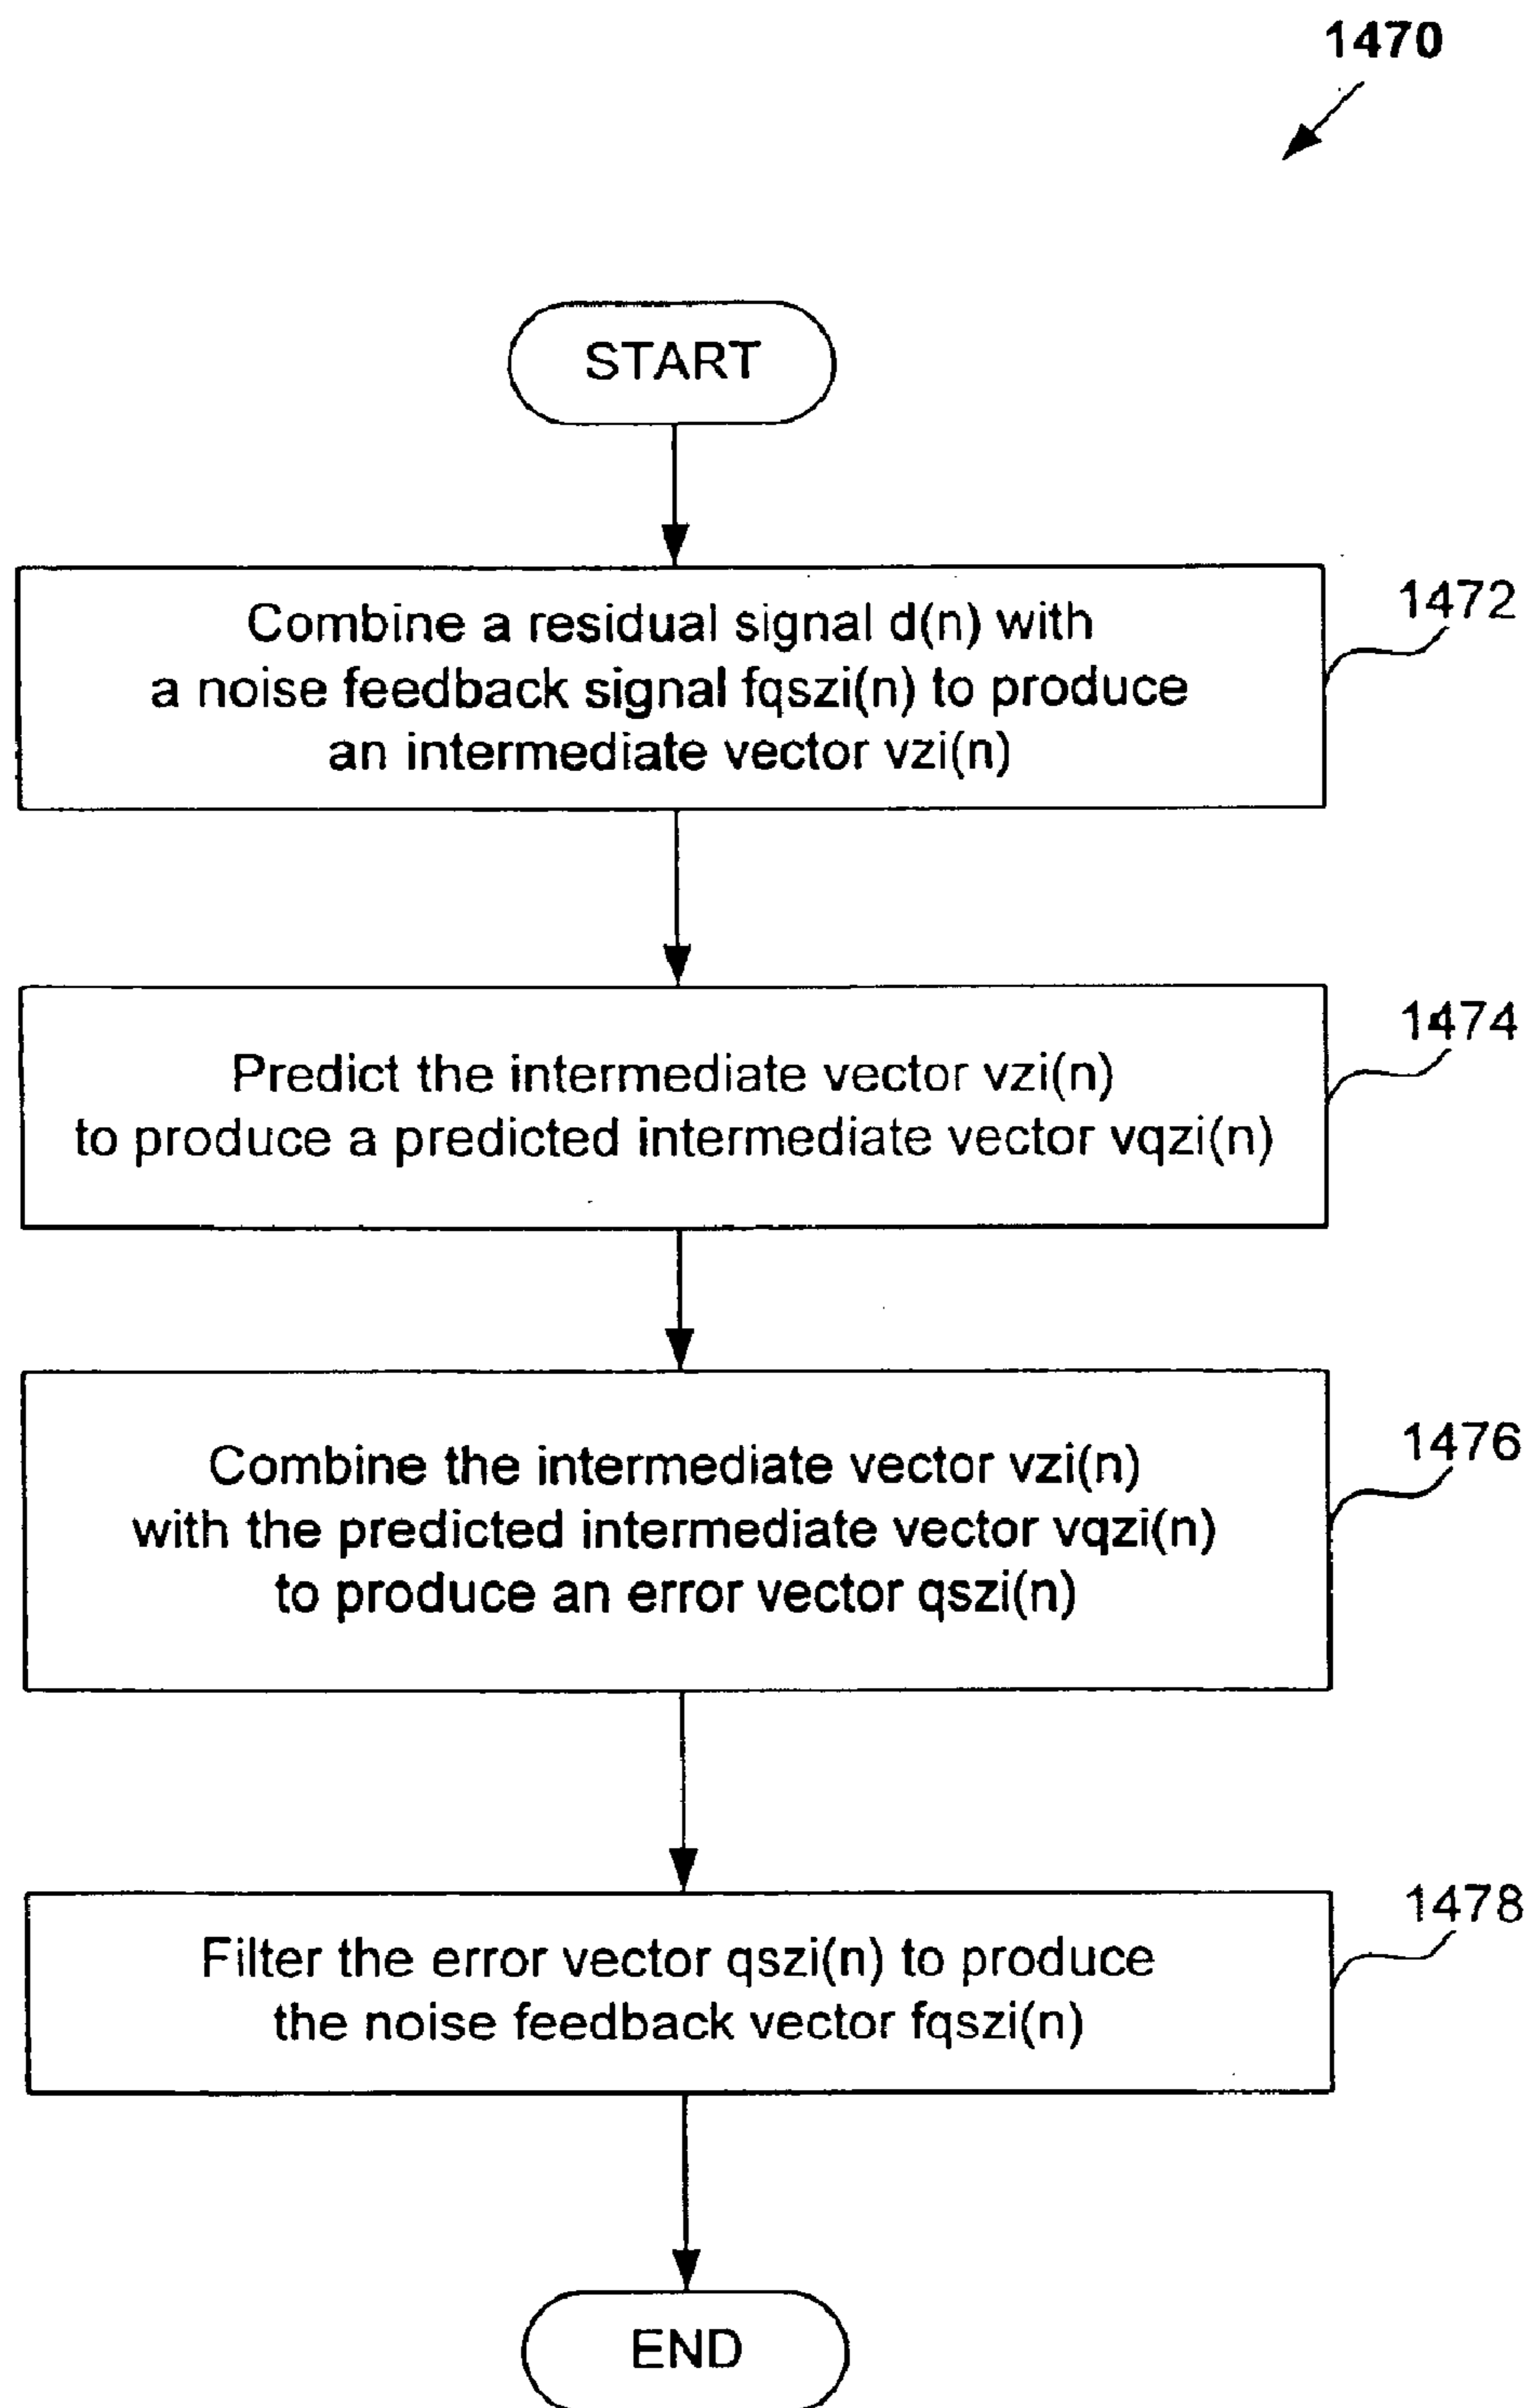 1470
START
Combine a residual signal d(n) with
a noise feedback signal fqszi(n) to produce
an intermediate vector vzi(n)
1472
Predict the intermediate vector vzi(n)
to produce a predicted intermediate vector vqzi(n)
1474
Combine the intermediate vector vzi(n)
with the predicted intermediate vector vqzi(n)
to produce an error vector qszi(n)
1476
Filter the error vector qszi(n) to produce
the noise feedback vector fqszi(n)
1478
END